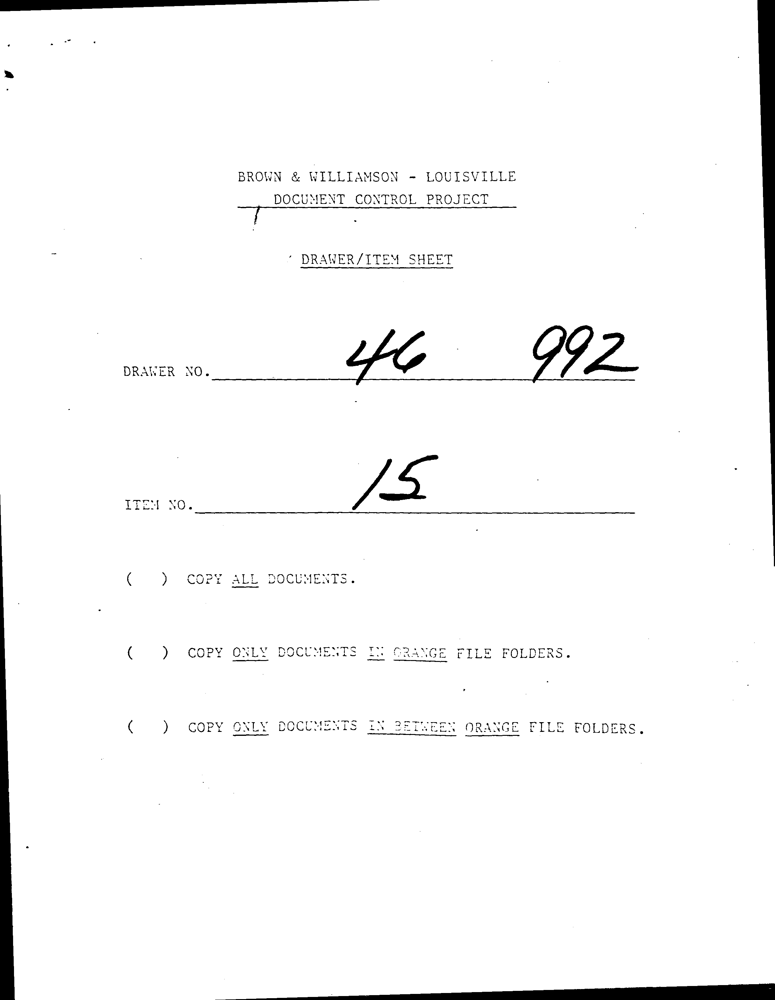 BROWN & WILLIAMSON - LOUISVILLE
DOCUMENT CONTROL PROJECT
DRAWER/ITEM SHEET
DRAWER NO. 46 992
ITEM NO. 15
( ) COPY ALL DOCUMENTS.
( ) COPY ONLY DOCUMENTS IN ORANGE FILE FOLDERS.
( ) COPY ONLY DOCUMENTS IN BETWEEN ORANGE FILE FOLDERS.